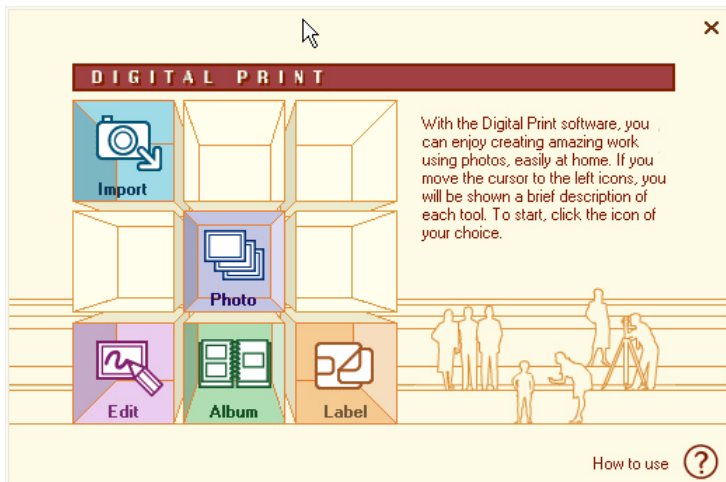 DIGITAL PRINT
Import
With the Digital Print software, you
can enjoy creating amazing work
using photos, easily at home. If you
move the cursor to the left icons, you
will be shown a brief description of
each tool. To start, click the icon of
your choice.
Photo
Edit
Album
Label
How to use ?